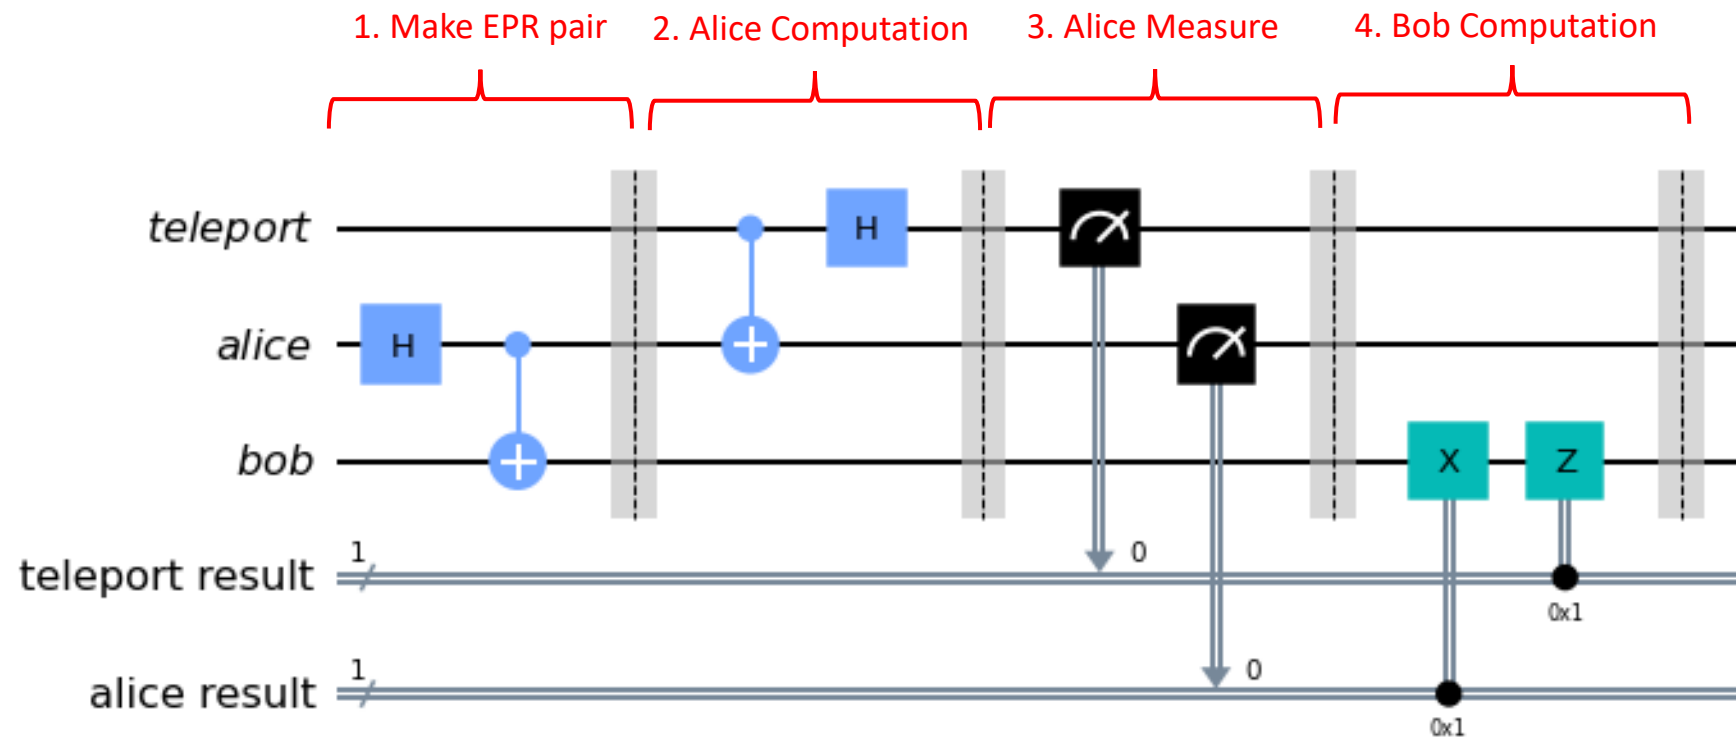 1. Make EPR pair
2. Alice Computation
3. Alice Measure
4. Bob Computation
teleport
H
alice
H
bob
X
Z
teleport result
1
0
0x1
alice result
1
0
0x1